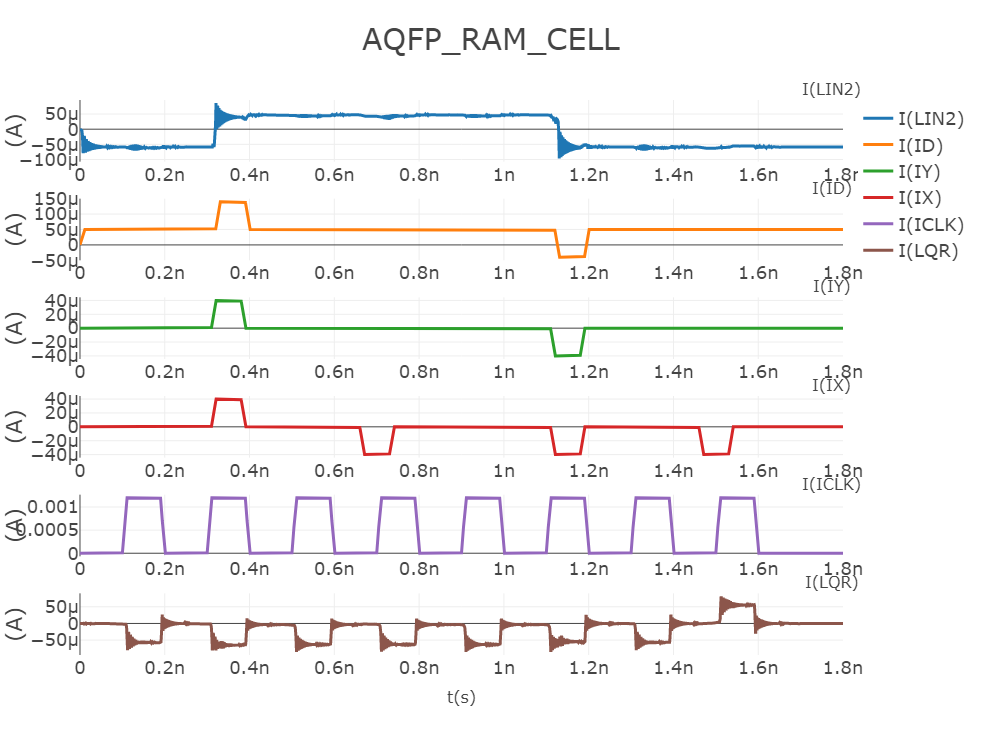 AQFP_RAM_CELL
I(LIN2)
50µ
0
−50µ
−100µ
(A)
0 0.2n 0.4n 0.6n 0.8n 1n 1.2n 1.4n 1.6n 1.8n
I(ID)
150µ
100µ
50µ
0
−50µ
(A)
0 0.2n 0.4n 0.6n 0.8n 1n 1.2n 1.4n 1.6n 1.8n
I(IY)
40µ
20µ
0
−20µ
−40µ
(A)
0 0.2n 0.4n 0.6n 0.8n 1n 1.2n 1.4n 1.6n 1.8n
I(IX)
40µ
20µ
0
−20µ
−40µ
(A)
0 0.2n 0.4n 0.6n 0.8n 1n 1.2n 1.4n 1.6n 1.8n
I(ICLK)
0.001
0.0005
0
(A)
0 0.2n 0.4n 0.6n 0.8n 1n 1.2n 1.4n 1.6n 1.8n
I(LQR)
50µ
0
−50µ
(A)
0 0.2n 0.4n 0.6n 0.8n 1n 1.2n 1.4n 1.6n 1.8n
t(s)
I(LIN2)
I(ID)
I(IY)
I(IX)
I(ICLK)
I(LQR)